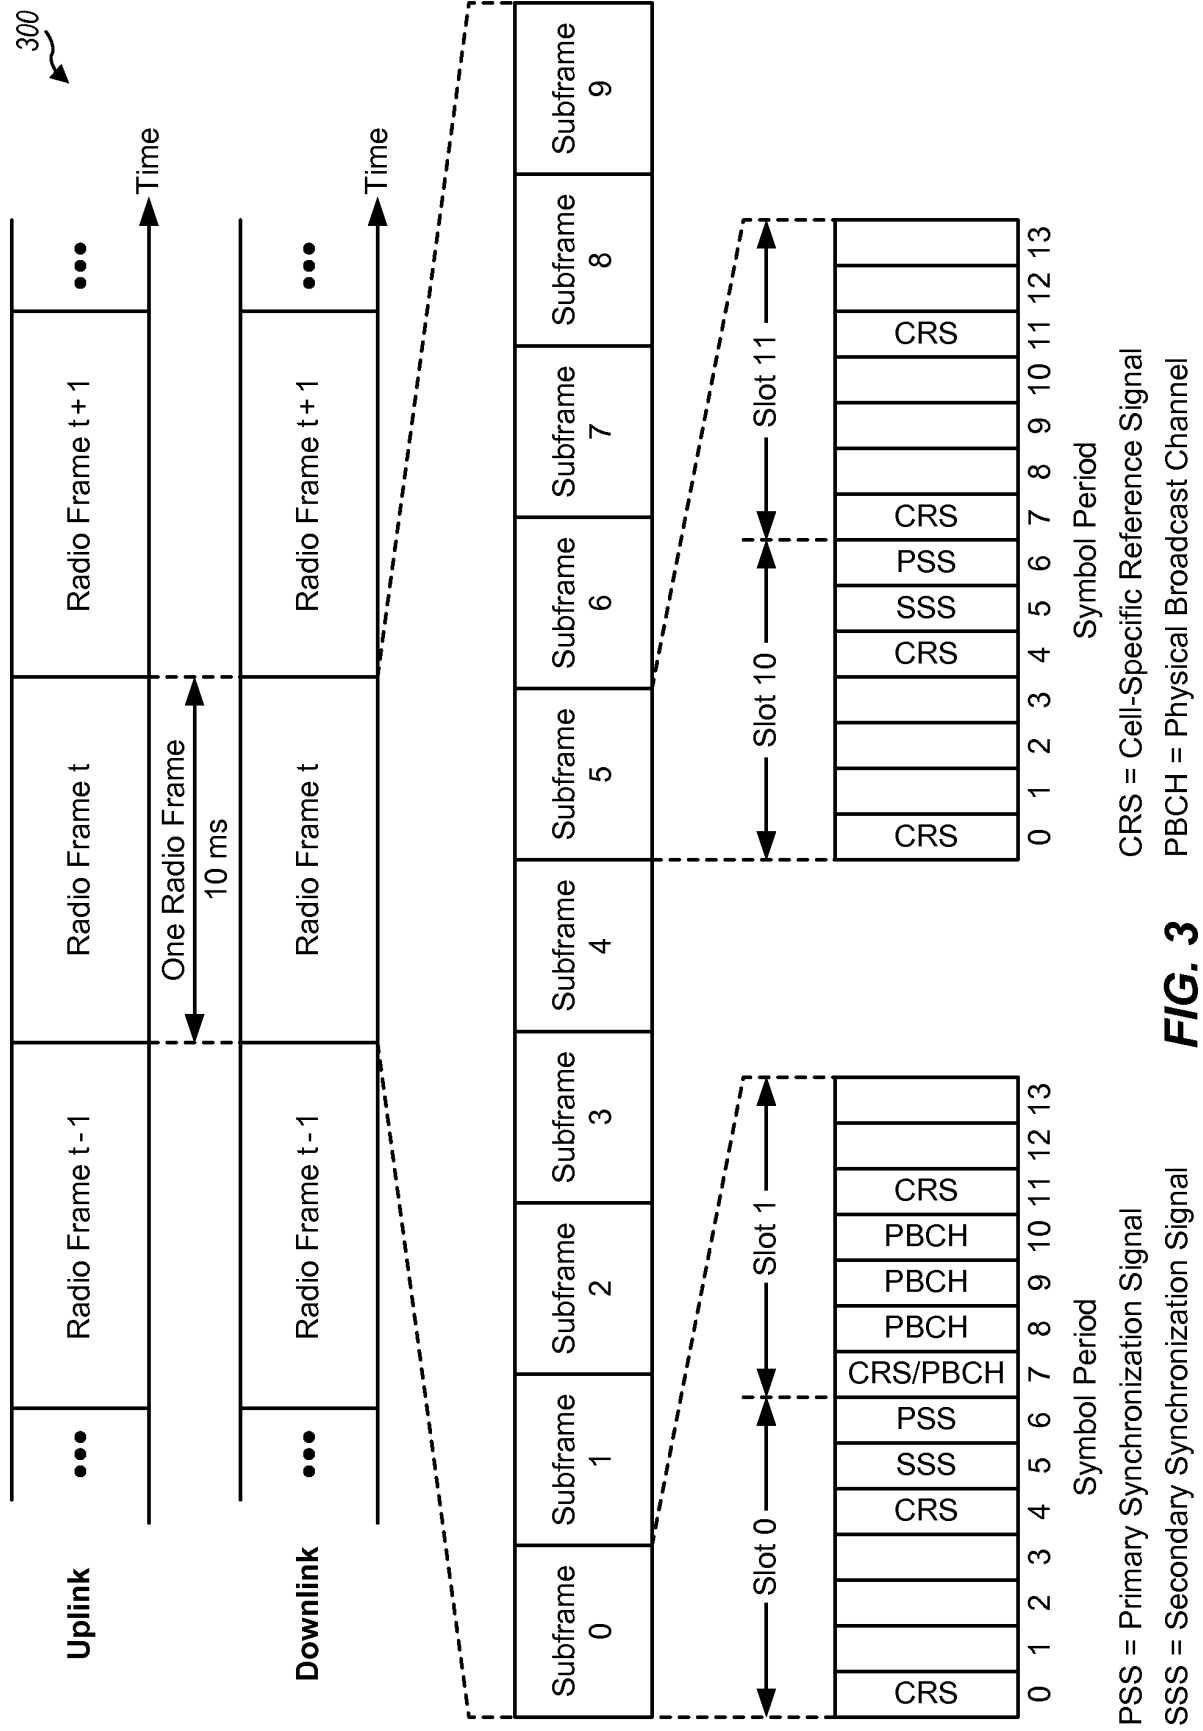 300
Uplink
•••
Radio Frame t - 1
Radio Frame t
Radio Frame t + 1
•••
Time
One Radio Frame
10 ms
Downlink
•••
Radio Frame t - 1
Radio Frame t
Radio Frame t + 1
•••
Time
Subframe 0
Subframe 1
Subframe 2
Subframe 3
Subframe 4
Subframe 5
Subframe 6
Subframe 7
Subframe 8
Subframe 9
Slot 0
Slot 1
CRS
CRS
SSS
PSS
CRS/PBCH
PBCH
PBCH
PBCH
CRS
0 1 2 3 4 5 6 7 8 9 10 11 12 13
Symbol Period
Slot 10
Slot 11
CRS
CRS
SSS
PSS
CRS
CRS
0 1 2 3 4 5 6 7 8 9 10 11 12 13
Symbol Period
PSS = Primary Synchronization Signal
SSS = Secondary Synchronization Signal
CRS = Cell-Specific Reference Signal
PBCH = Physical Broadcast Channel
FIG. 3